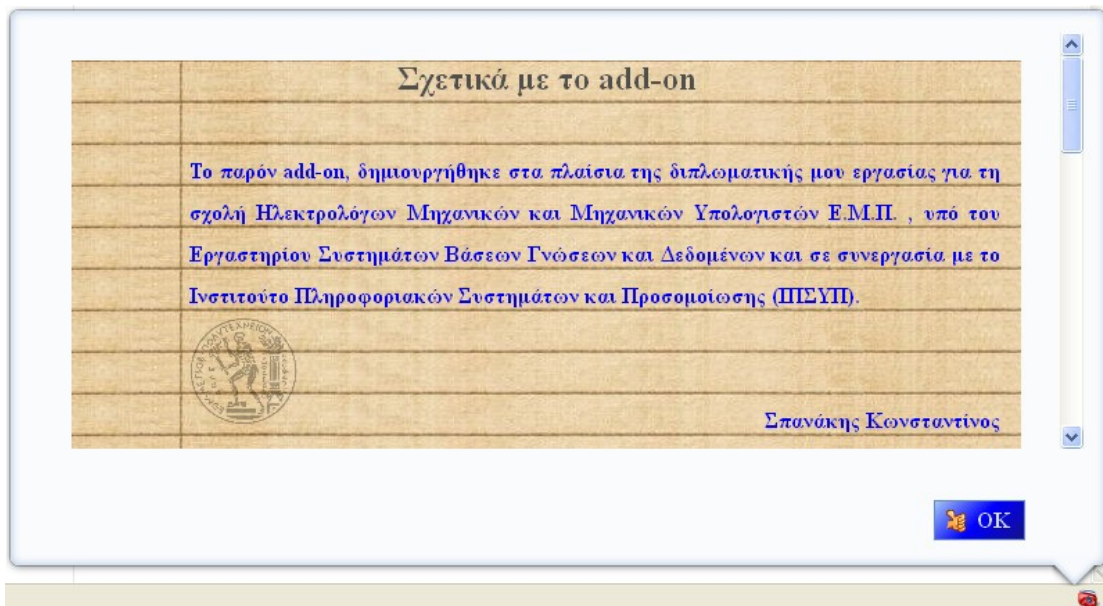 Σχετικά με το add-on
Το παρόν add-on, δημιουργήθηκε στα πλαίσια της διπλωματικής μου εργασίας για τη
σχολή Ηλεκτρολόγων Μηχανικών και Μηχανικών Υπολογιστών Ε.Μ.Π. , υπό του
Εργαστηρίου Συστημάτων Βάσεων Γνώσεων και Δεδομένων και σε συνεργασία με το
Ινστιτούτο Πληροφοριακών Συστημάτων και Προσομοίωσης (ΙΠΣΥΠ).
Σπανάκης Κωνσταντίνος
OK